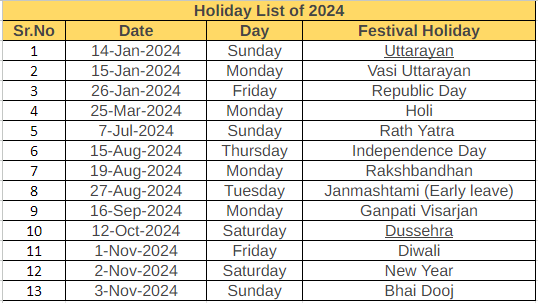 Holiday List of 2024
Sr.No Date Day Festival Holiday
1 14-Jan-2024 Sunday Uttarayan
2 15-Jan-2024 Monday Vasi Uttarayan
3 26-Jan-2024 Friday Republic Day
4 25-Mar-2024 Monday Holi
5 7-Jul-2024 Sunday Rath Yatra
6 15-Aug-2024 Thursday Independence Day
7 19-Aug-2024 Monday Rakshbandhan
8 27-Aug-2024 Tuesday Janmashtami (Early leave)
9 16-Sep-2024 Monday Ganpati Visarjan
10 12-Oct-2024 Saturday Dussehra
11 1-Nov-2024 Friday Diwali
12 2-Nov-2024 Saturday New Year
13 3-Nov-2024 Sunday Bhai Dooj